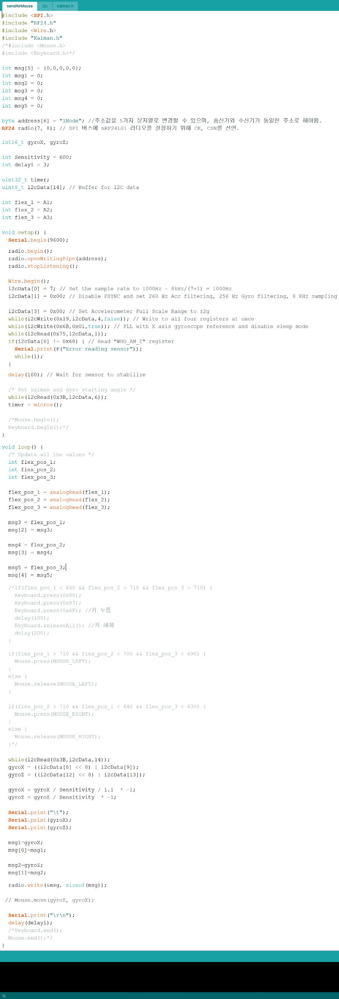 sendAirMouse i2c kalman.h
#include <SPI.h>
#include "RF24.h"
#include <Wire.h>
#include "Kalman.h"
/*#include <Mouse.h>
#include <Keyboard.h>*/
int msg[5] = {0,0,0,0,0};
int msg1 = 0;
int msg2 = 0;
int msg3 = 0;
int msg4 = 0;
int msg5 = 0;
byte address[6] = "1Node"; //주소값을 5가지 문자열로 변경할 수 있으며, 송신기와 수신기가 동일한 주소로 해야됨.
RF24 radio(7, 8); // SPI 버스에 nRF24L01 라디오를 설정하기 위해 CE, CSN를 선언.
int16_t gyroX, gyroZ;
int Sensitivity = 600;
int delayi = 3;
uint32_t timer;
uint8_t i2cData[14]; // Buffer for I2C data
int flex_1 = A1;
int flex_2 = A2;
int flex_3 = A3;
void setup() {
  Serial.begin(9600);
  radio.begin();
  radio.openWritingPipe(address);
  radio.stopListening();
  Wire.begin();
  i2cData[0] = 7; // Set the sample rate to 1000Hz - 8kHz/(7+1) = 1000Hz
  i2cData[1] = 0x00; // Disable FSYNC and set 260 Hz Acc filtering, 256 Hz Gyro filtering, 8 KHz sampling
  i2cData[3] = 0x00; // Set Accelerometer Full Scale Range to ±2g
  while(i2cWrite(0x19,i2cData,4,false)); // Write to all four registers at once
  while(i2cWrite(0x6B,0x01,true)); // PLL with X axis gyroscope reference and disable sleep mode
  while(i2cRead(0x75,i2cData,1));
  if(i2cData[0] != 0x68) { // Read "WHO_AM_I" register
    Serial.print(F("Error reading sensor"));
    while(1);
  }
  delay(100); // Wait for sensor to stabilize
  /* Set kalman and gyro starting angle */
  while(i2cRead(0x3B,i2cData,6));
  timer = micros();
  /*Mouse.begin();
  Keyboard.begin();*/
}
void loop() {
  /* Update all the values */
  int flex_pos_1;
  int flex_pos_2;
  int flex_pos_3;
  flex_pos_1 = analogRead(flex_1);
  flex_pos_2 = analogRead(flex_2);
  flex_pos_3 = analogRead(flex_3);
  msg3 = flex_pos_1;
  msg[2] = msg3;
  msg4 = flex_pos_2;
  msg[3] = msg4;
  msg5 = flex_pos_3;
  msg[4] = msg5;
  /*if(flex_pos_1 < 640 && flex_pos_2 > 710 && flex_pos_3 > 710) {
    Keyboard.press(0x80);
    Keyboard.press(0x83);
    Keyboard.press(0x6F); //키 누름
    delay(100);
    Keyboard.releaseAll(); //키 해제
    delay(200);
  }
  if(flex_pos_1 > 710 && flex_pos_2 < 700 && flex_pos_3 < 690) {
    Mouse.press(MOUSE_LEFT);
  }
  else {
    Mouse.release(MOUSE_LEFT);
  }
  if(flex_pos_2 > 710 && flex_pos_1 < 640 && flex_pos_3 < 630) {
    Mouse.press(MOUSE_RIGHT);
  }
  else {
    Mouse.release(MOUSE_RIGHT);
  }*/
  while(i2cRead(0x3B,i2cData,14));
  gyroX = ((i2cData[8] << 8) | i2cData[9]);
  gyroZ = ((i2cData[12] << 8) | i2cData[13]);
  gyroX = gyroX / Sensitivity / 1.1  * -1;
  gyroZ = gyroZ / Sensitivity  * -1;
  Serial.print("\t");
  Serial.print(gyroX);
  Serial.print(gyroZ);
  msg1=gyroX;
  msg[0]=msg1;
  msg2=gyroZ;
  msg[1]=msg2;
  radio.write(&msg, sizeof(msg));
 // Mouse.move(gyroZ, gyroX);
  Serial.print("\r\n");
  delay(delayi);
  /*Keyboard.end();
  Mouse.end();*/
}
76